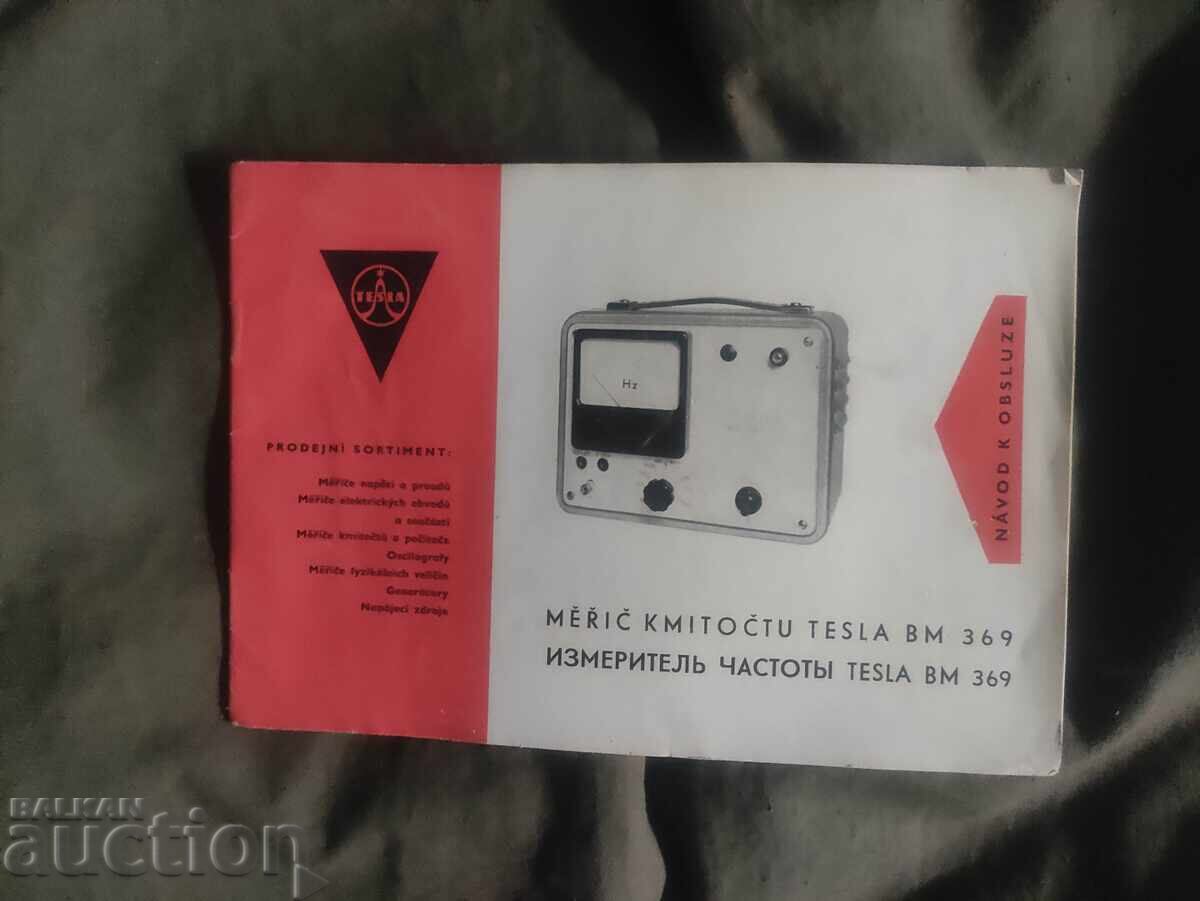 TESLA
PRODEJNÍ SORTIMENT:
Měřiče napětí a proudů
Měřiče elektrických obvodů
a součástí
Měřiče kmitočtů a počítače
Oscilografy
Měřiče fyzikálních veličin
Generátory
Napájecí zdroje
Hz
NÁVOD K OBSLUZE
MĚŘIČ KMITOČTU TESLA BM 369
ИЗМЕРИТЕЛЬ ЧАСТОТЫ TESLA BM 369
BALKAN
auction